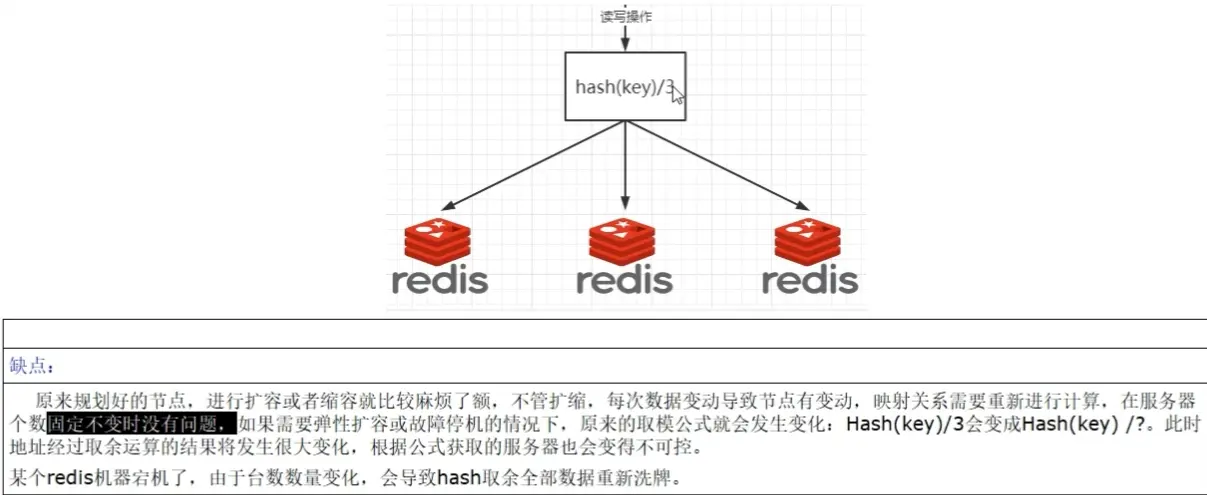 读写操作
hash(key)/3
redis redis redis
缺点：
原来规划好的节点，进行扩容或者缩容就比较麻烦了额，不管扩缩，每次数据变动导致节点有变动，映射关系需要重新进行计算，在服务器
个数固定不变时没有问题，如果需要弹性扩容或故障停机的情况下，原来的取模公式就会发生变化：Hash(key)/3会变成Hash(key) /?。此时
地址经过取余运算的结果将发生很大变化，根据公式获取的服务器也会变得不可控。
某个redis机器宕机了，由于台数数量变化，会导致hash取余全部数据重新洗牌。